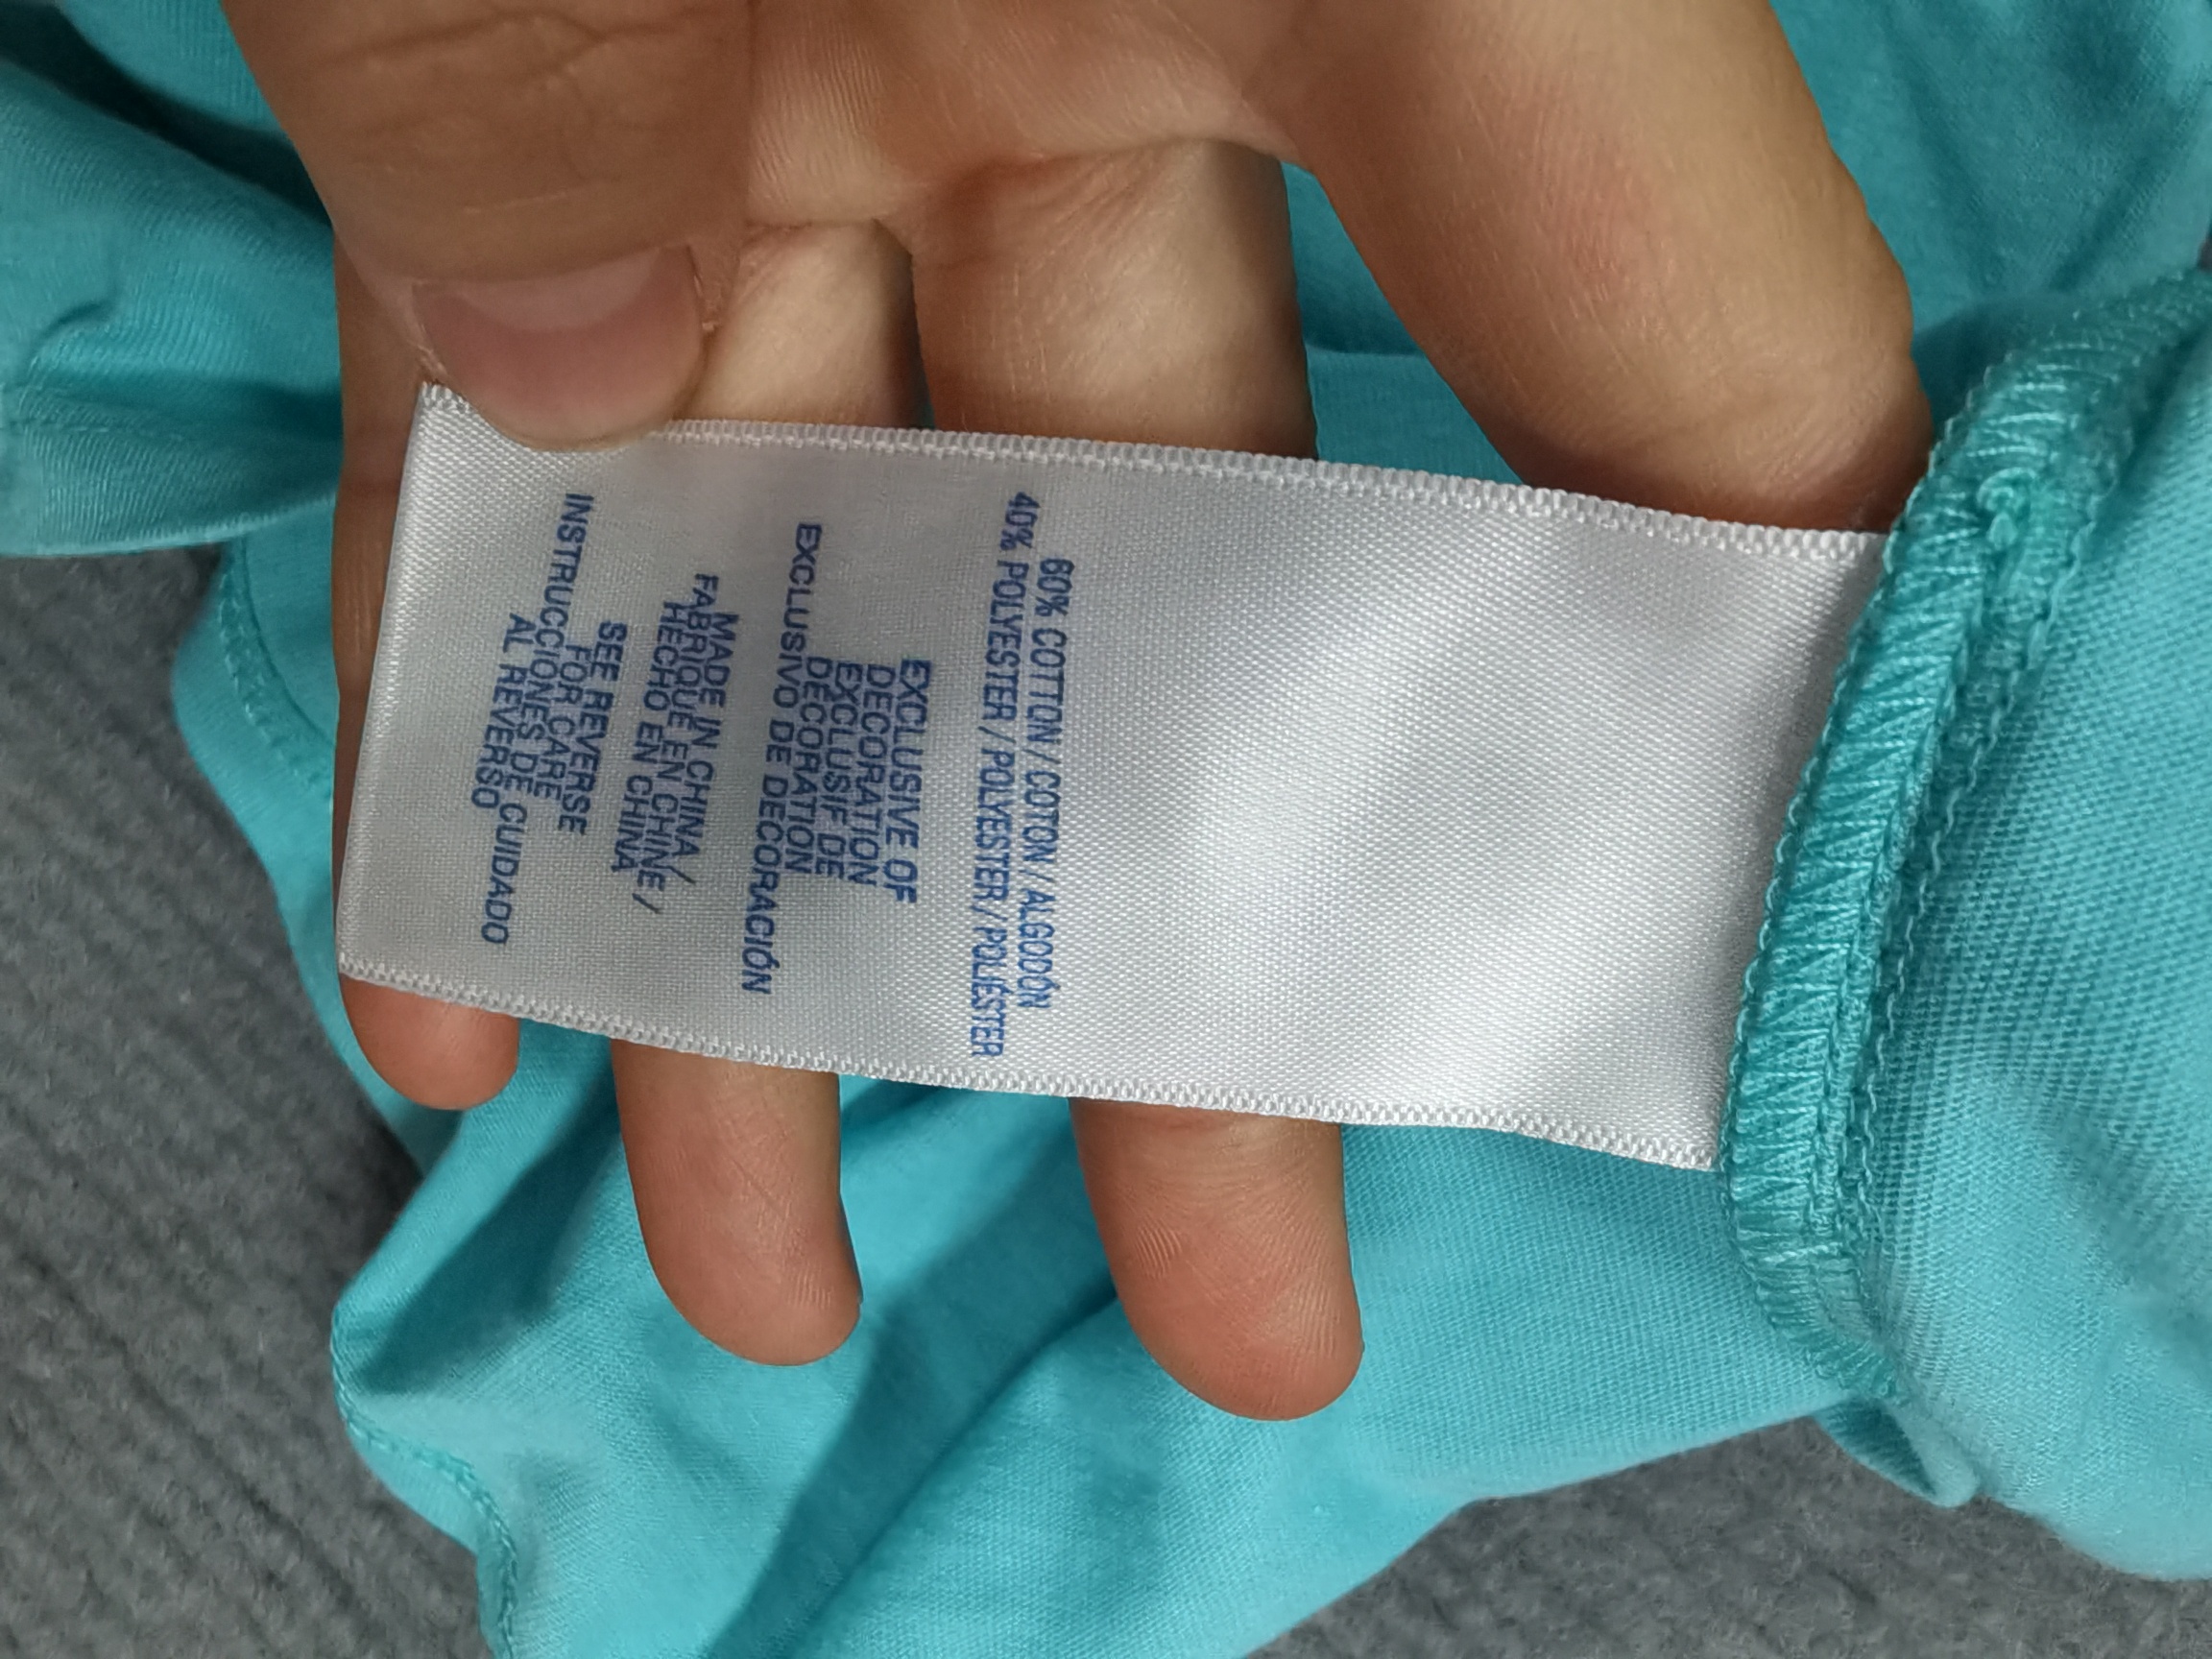 60% COTTON / COTON / ALGODÓN
40% POLYESTER / POLYESTER / POLIÉSTER
EXCLUSIVE OF
DECORATION
EXCLUSIF DE
DÉCORATION
EXCLUSIVO DE DECORACIÓN
MADE IN CHINA /
FABRIQUÉ EN CHINE /
HECHO EN CHINA
SEE REVERSE
FOR CARE
INSTRUCCIONES DE CUIDADO
AL REVERSO